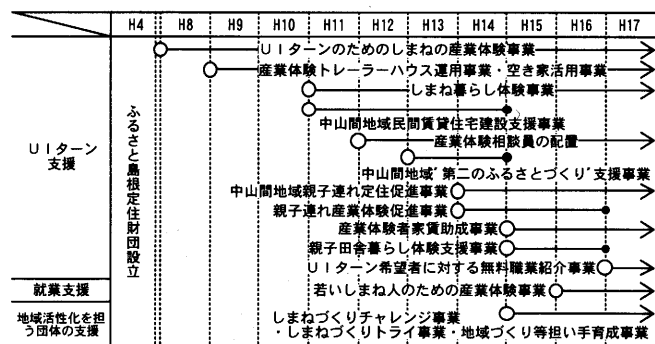 H4 H8 H9 H10 H11 H12 H13 H14 H15 H16 H17
UIターン
支援
ふるさと島根定住財団設立
UIターンのためのしまねの産業体験事業
産業体験トレーラーハウス運用事業・空き家活用事業
しまね暮らし体験事業
中山間地域民間賃貸住宅建設支援事業
産業体験相談員の配置
中山間地域"第二のふるさとづくり"支援事業
中山間地域親子連れ定住促進事業
親子連れ産業体験促進事業
産業体験者家賃助成事業
親子田舎暮らし体験支援事業
UIターン希望者に対する無料職業紹介事業
就業支援
若いしまね人のための産業体験事業
地域活性化を担
う団体の支援
しまねづくりチャレンジ事業
・しまねづくりトライ事業・地域づくり等担い手育成事業